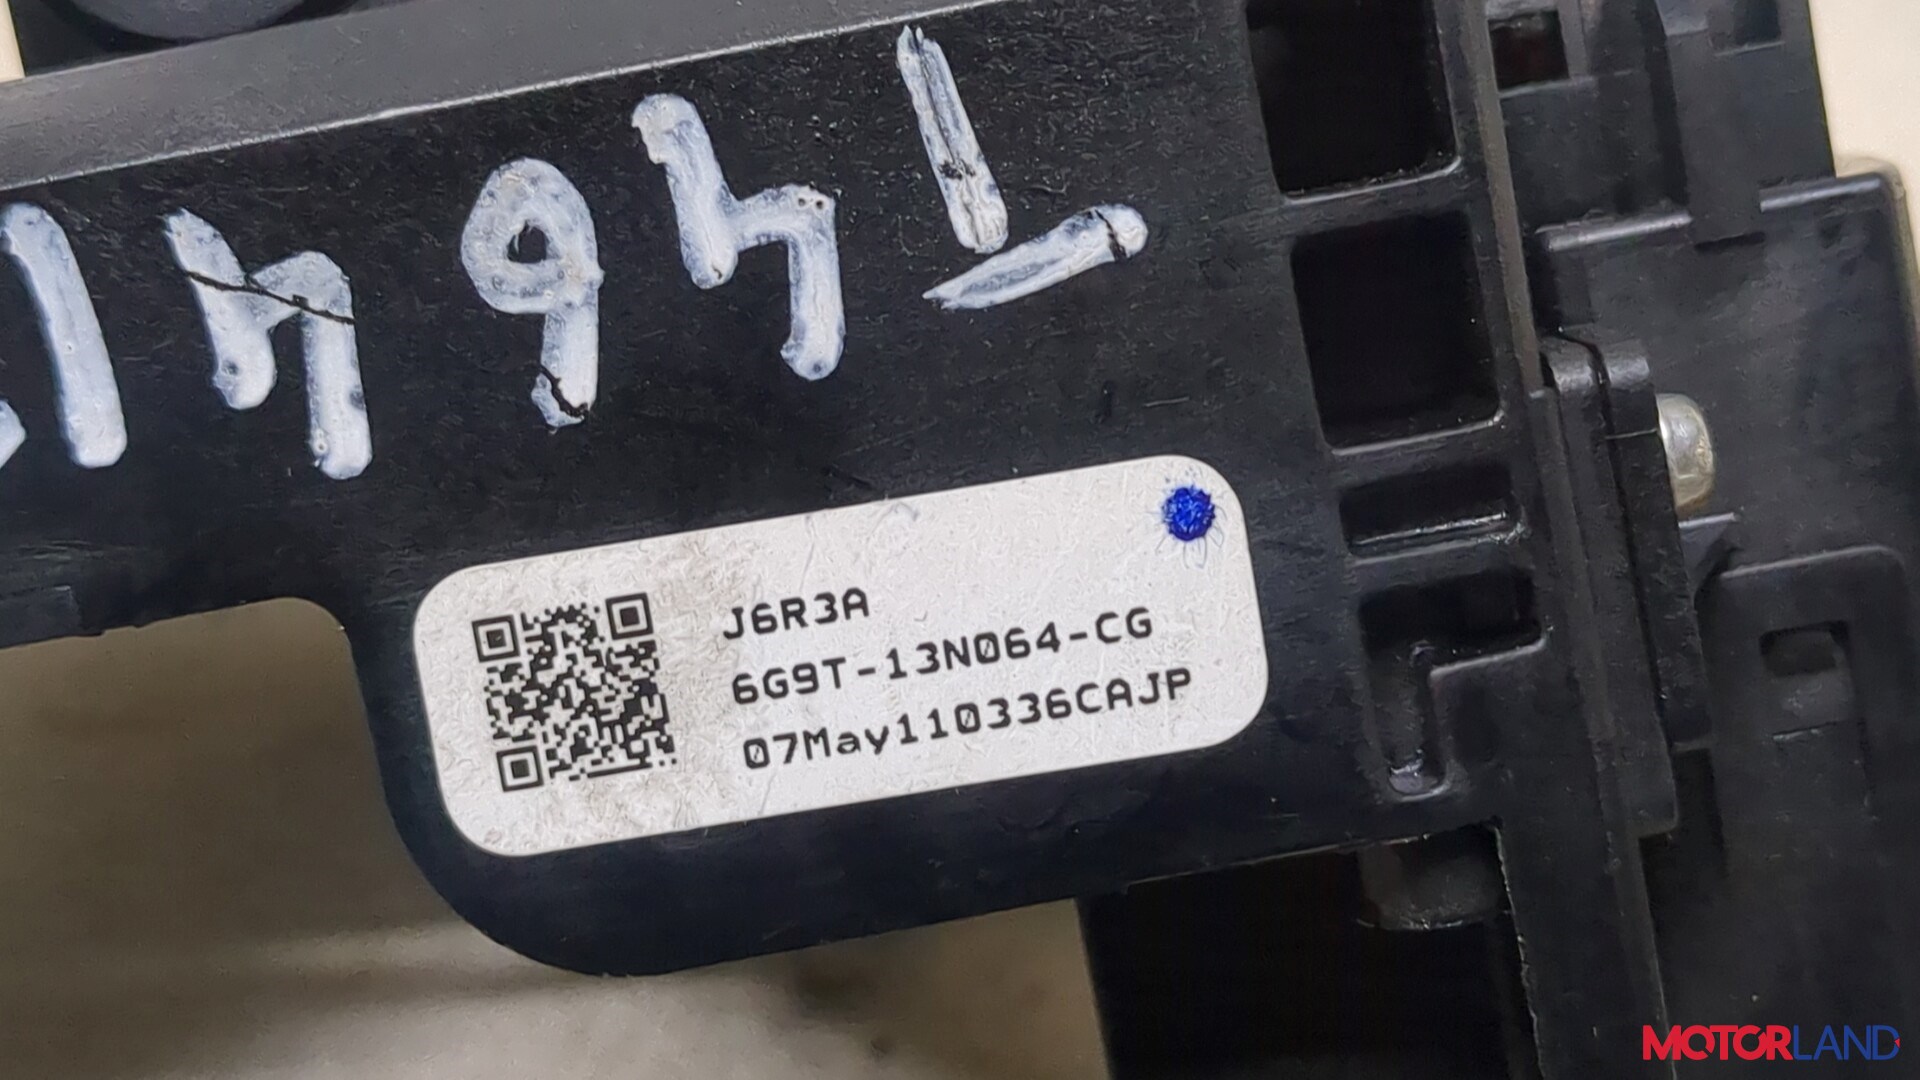 J6R3A
6G9T-13N064-CG
07May110336CAJP
MOTORLAND